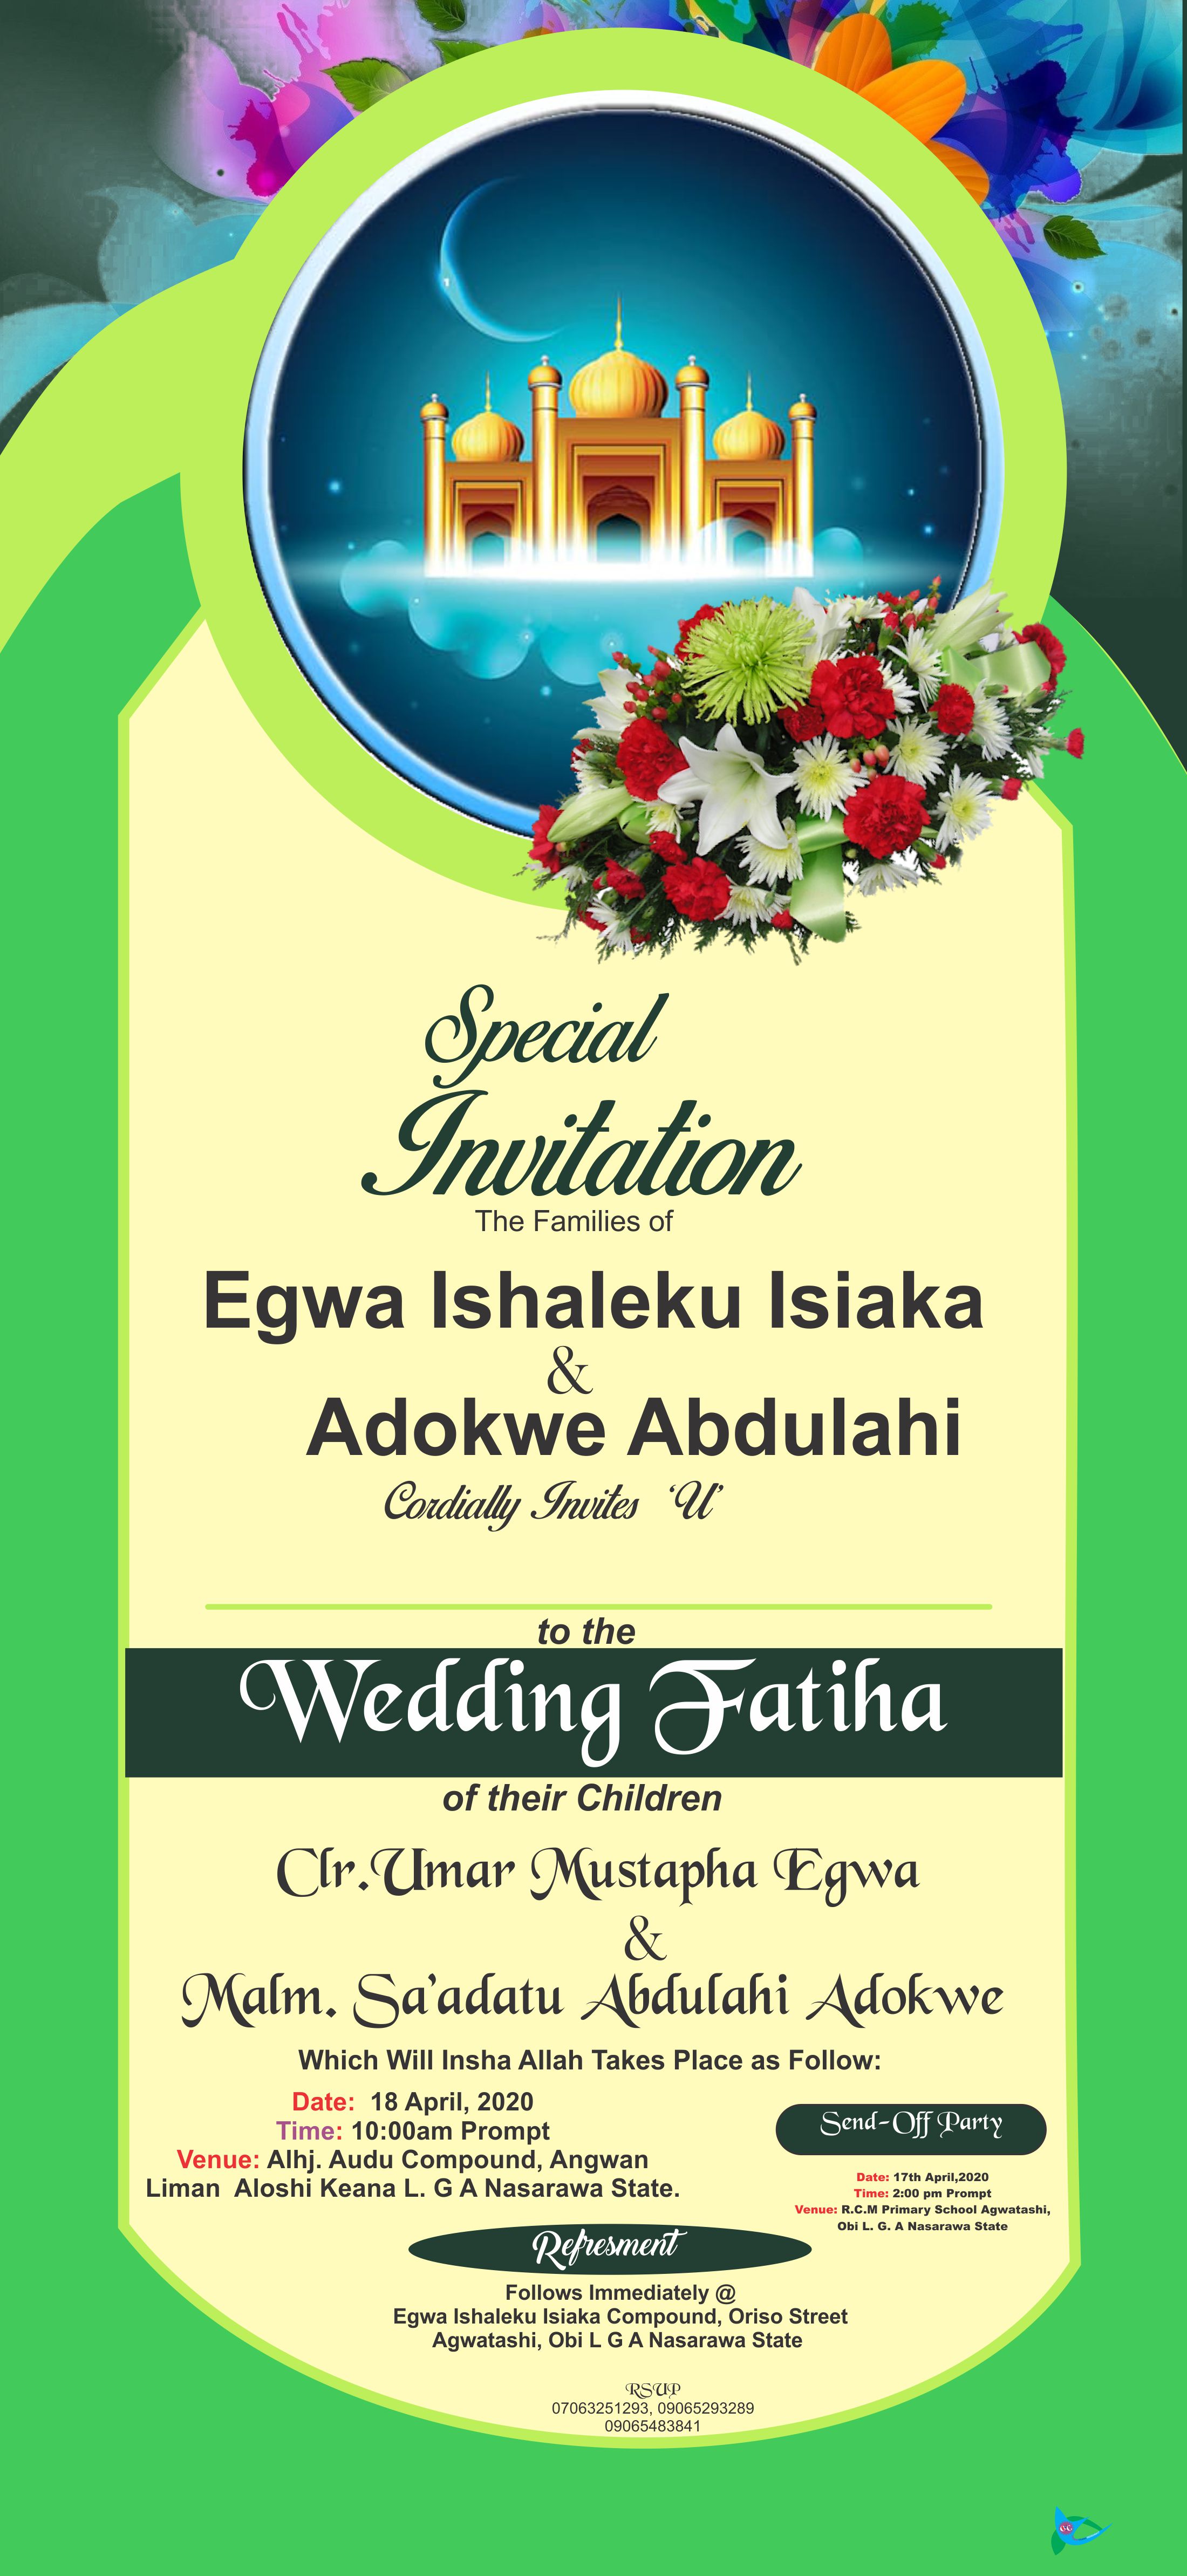 Special
Invitation
The Families of
Egwa Ishaleku Isiaka
&
Adokwe Abdulahi
Cordially Invites 'U'
to the
Wedding Fatiha
of their Children
Clr.Umar Mustapha Egwa
&
Malm. Sa'adatu Abdulahi Adokwe
Which Will Insha Allah Takes Place as Follow:
Date: 18 April, 2020
Time: 10:00am Prompt
Venue: Alhj. Audu Compound, Angwan
Liman Aloshi Keana L. G A Nasarawa State.
Send-Off Party
Date: 17th April,2020
Time: 2:00 pm Prompt
Venue: R.C.M Primary School Agwatashi,
Obi L. G. A Nasarawa State
Refresment
Follows Immediately @
Egwa Ishaleku Isiaka Compound, Oriso Street
Agwatashi, Obi L G A Nasarawa State
RSUP
07063251293, 09065293289
09065483841